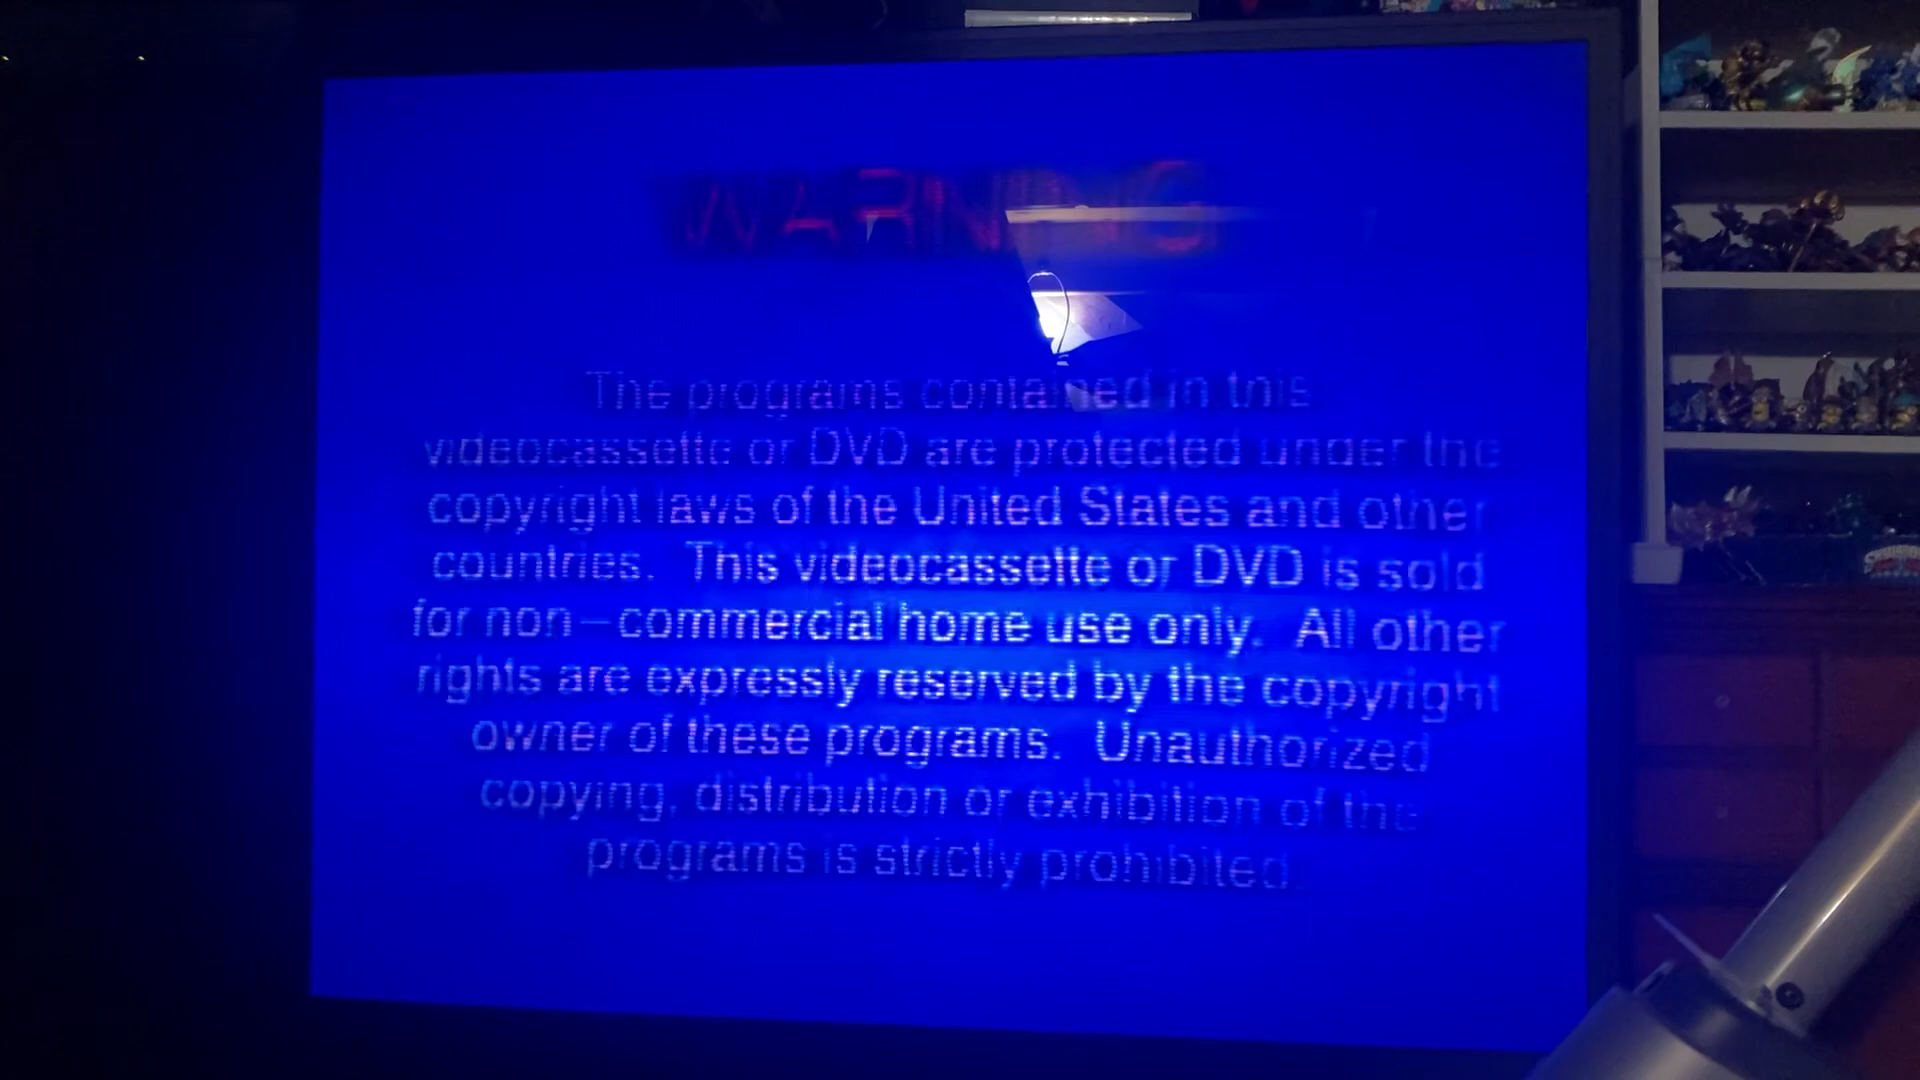 WARNING
The programs contained in this
videocassette or DVD are protected under the
copyright laws of the United States and other
countries. This videocassette or DVD is sold
for non-commercial home use only. All other
rights are expressly reserved by the copyright
owner of these programs. Unauthorized
copying, distribution or exhibition of the
programs is strictly prohibited.